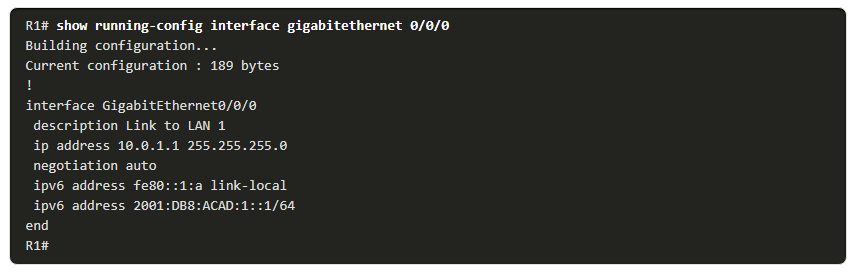 R1# show running-config interface gigabitethernet 0/0/0
Building configuration...
Current configuration : 189 bytes
!
interface GigabitEthernet0/0/0
 description Link to LAN 1
 ip address 10.0.1.1 255.255.255.0
 negotiation auto
 ipv6 address fe80::1:a link-local
 ipv6 address 2001:DB8:ACAD:1::1/64
end
R1#